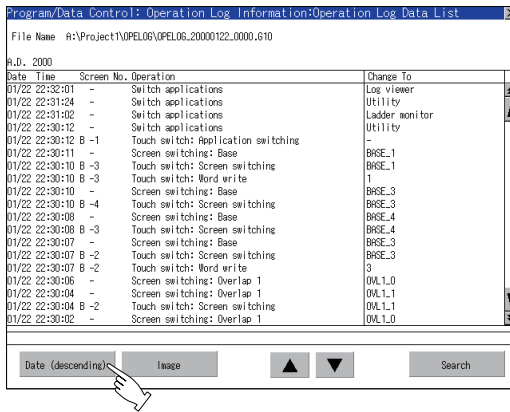 Program/Data Control: Operation Log Information:Operation Log Data List
File Name A:\Project1\OPELOG\OPELOG_20000122_0000.G10
A.D. 2000
Date Time Screen No. Operation Change To
01/22 22:32:01 - Switch applications Log viewer
01/22 22:31:24 - Switch applications Utility
01/22 22:31:02 - Switch applications Ladder monitor
01/22 22:30:12 - Switch applications Utility
01/22 22:30:12 B -1 Touch switch: Application switching -
01/22 22:30:11 - Screen switching: Base BASE_1
01/22 22:30:10 B -3 Touch switch: Screen switching BASE_1
01/22 22:30:10 B -3 Touch switch: Word write 1
01/22 22:30:10 - Screen switching: Base BASE_3
01/22 22:30:10 B -4 Touch switch: Screen switching BASE_3
01/22 22:30:08 - Screen switching: Base BASE_4
01/22 22:30:08 B -3 Touch switch: Screen switching BASE_4
01/22 22:30:07 - Screen switching: Base BASE_3
01/22 22:30:07 B -2 Touch switch: Screen switching BASE_3
01/22 22:30:07 B -2 Touch switch: Word write 3
01/22 22:30:06 - Screen switching: Overlap 1 OVL1_0
01/22 22:30:04 - Screen switching: Overlap 1 OVL1_1
01/22 22:30:04 B -2 Touch switch: Screen switching OVL1_1
01/22 22:30:02 - Screen switching: Overlap 1 OVL1_0
Date (descending) Image ▲ ▼ Search